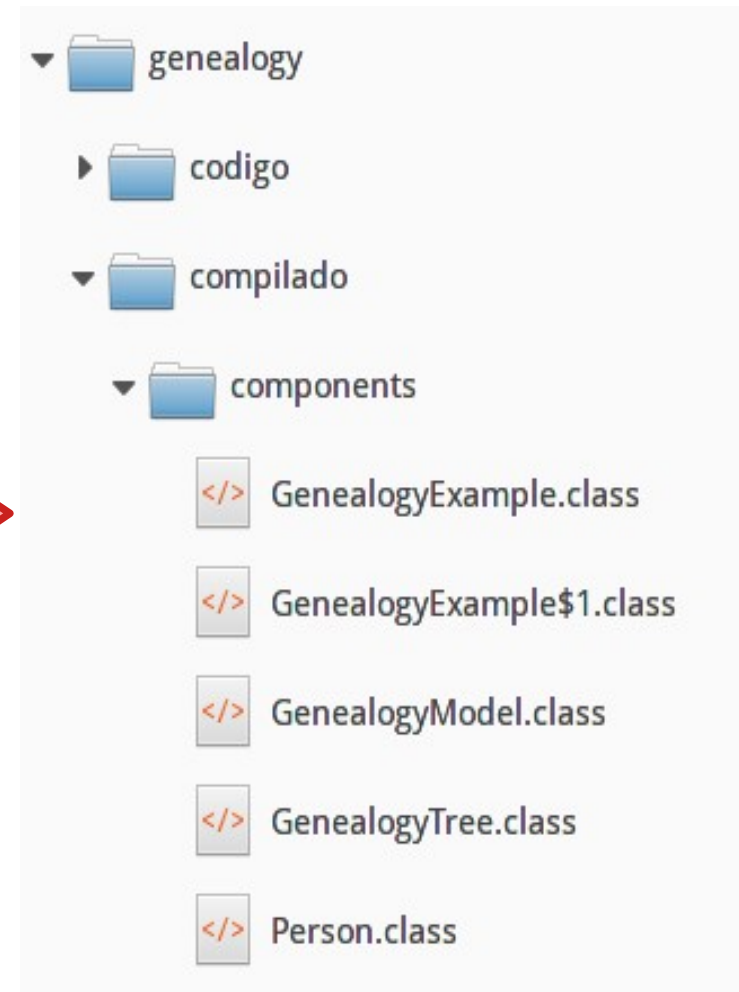 genealogy
codigo
compilado
components
</> GenealogyExample.class
</> GenealogyExample$1.class
</> GenealogyModel.class
</> GenealogyTree.class
</> Person.class